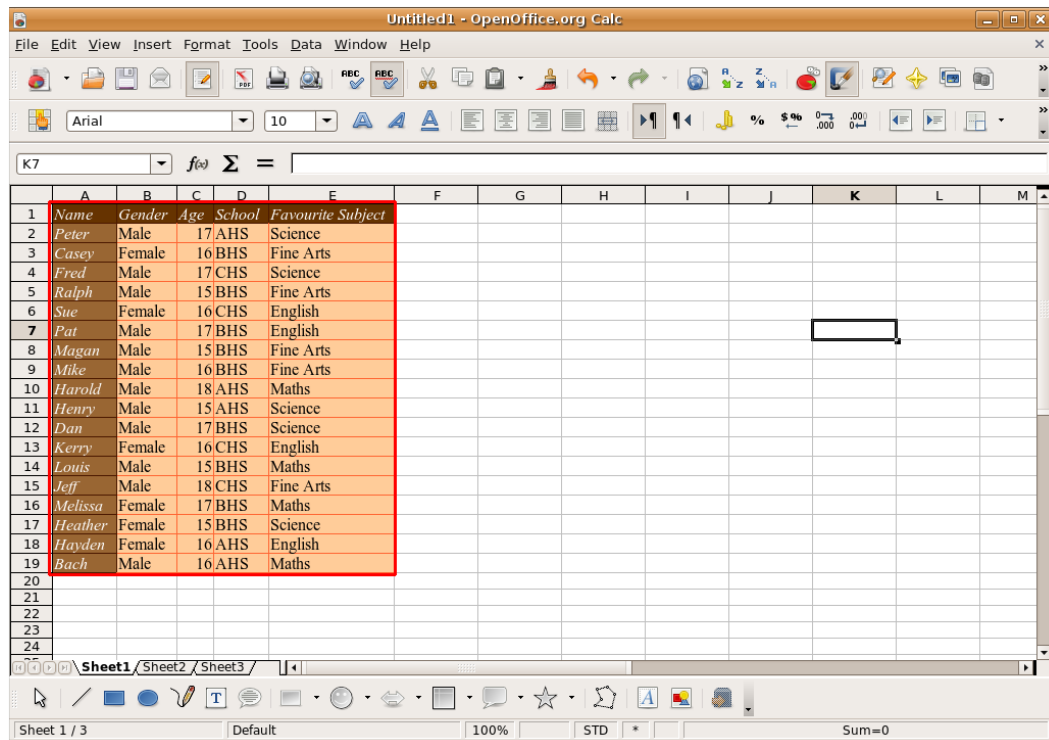 Untitled1 - OpenOffice.org Calc
File Edit View Insert Format Tools Data Window Help
PDF ABC ABC A Z Z A »
Arial 10 A A A % $% .000 .000 0 »
K7 f(x) Σ =
A B C D E F G H I J K L M
1 Name Gender Age School Favourite Subject
2 Peter Male 17 AHS Science
3 Casey Female 16 BHS Fine Arts
4 Fred Male 17 CHS Science
5 Ralph Male 15 BHS Fine Arts
6 Sue Female 16 CHS English
7 Pat Male 17 BHS English
8 Magan Male 15 BHS Fine Arts
9 Mike Male 16 BHS Fine Arts
10 Harold Male 18 AHS Maths
11 Henry Male 15 AHS Science
12 Dan Male 17 BHS Science
13 Kerry Female 16 CHS English
14 Louis Male 15 BHS Maths
15 Jeff Male 18 CHS Fine Arts
16 Melissa Female 17 BHS Maths
17 Heather Female 15 BHS Science
18 Hayden Female 16 AHS English
19 Bach Male 16 AHS Maths
20
21
22
23
24
Sheet1 Sheet2 Sheet3
T A
Sheet 1 / 3 Default 100% STD * Sum=0